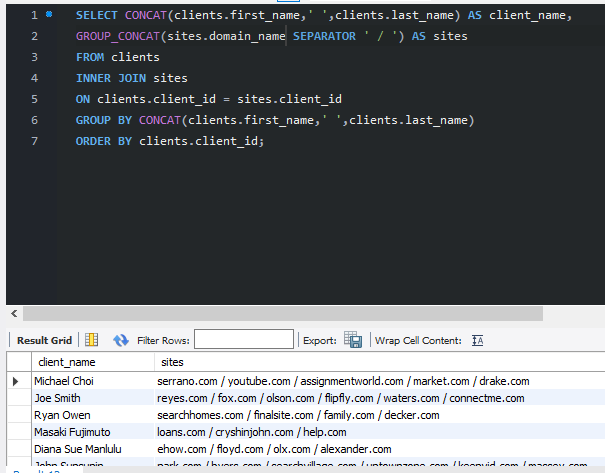 1 SELECT CONCAT(clients.first_name,' ',clients.last_name) AS client_name,
2 GROUP_CONCAT(sites.domain_name SEPARATOR ' / ') AS sites
3 FROM clients
4 INNER JOIN sites
5 ON clients.client_id = sites.client_id
6 GROUP BY CONCAT(clients.first_name,' ',clients.last_name)
7 ORDER BY clients.client_id;
Result Grid Filter Rows: Export: Wrap Cell Content: IA
client_name sites
Michael Choi serrano.com / youtube.com / assignmentworld.com / market.com / drake.com
Joe Smith reyes.com / fox.com / olson.com / flipfly.com / waters.com / connectme.com
Ryan Owen searchhomes.com / finalsite.com / family.com / decker.com
Masaki Fujimuto loans.com / cryshinjohn.com / help.com
Diana Sue Manlulu ehow.com / floyd.com / olx.com / alexander.com